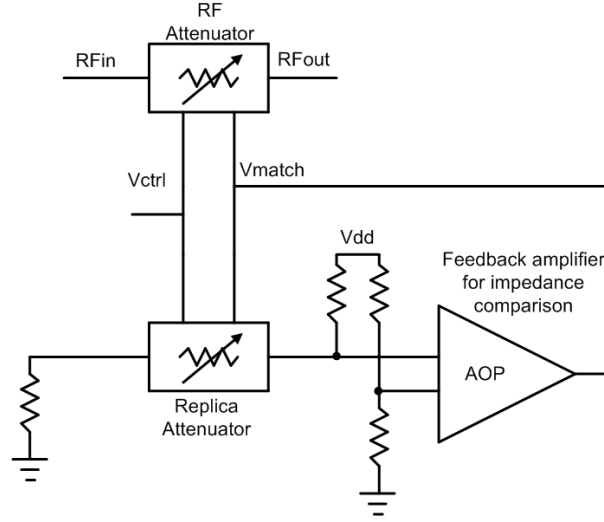 RF
Attenuator
RFin
RFout
Vctrl
Vmatch
Vdd
Feedback amplifier
for impedance
comparison
AOP
Replica
Attenuator